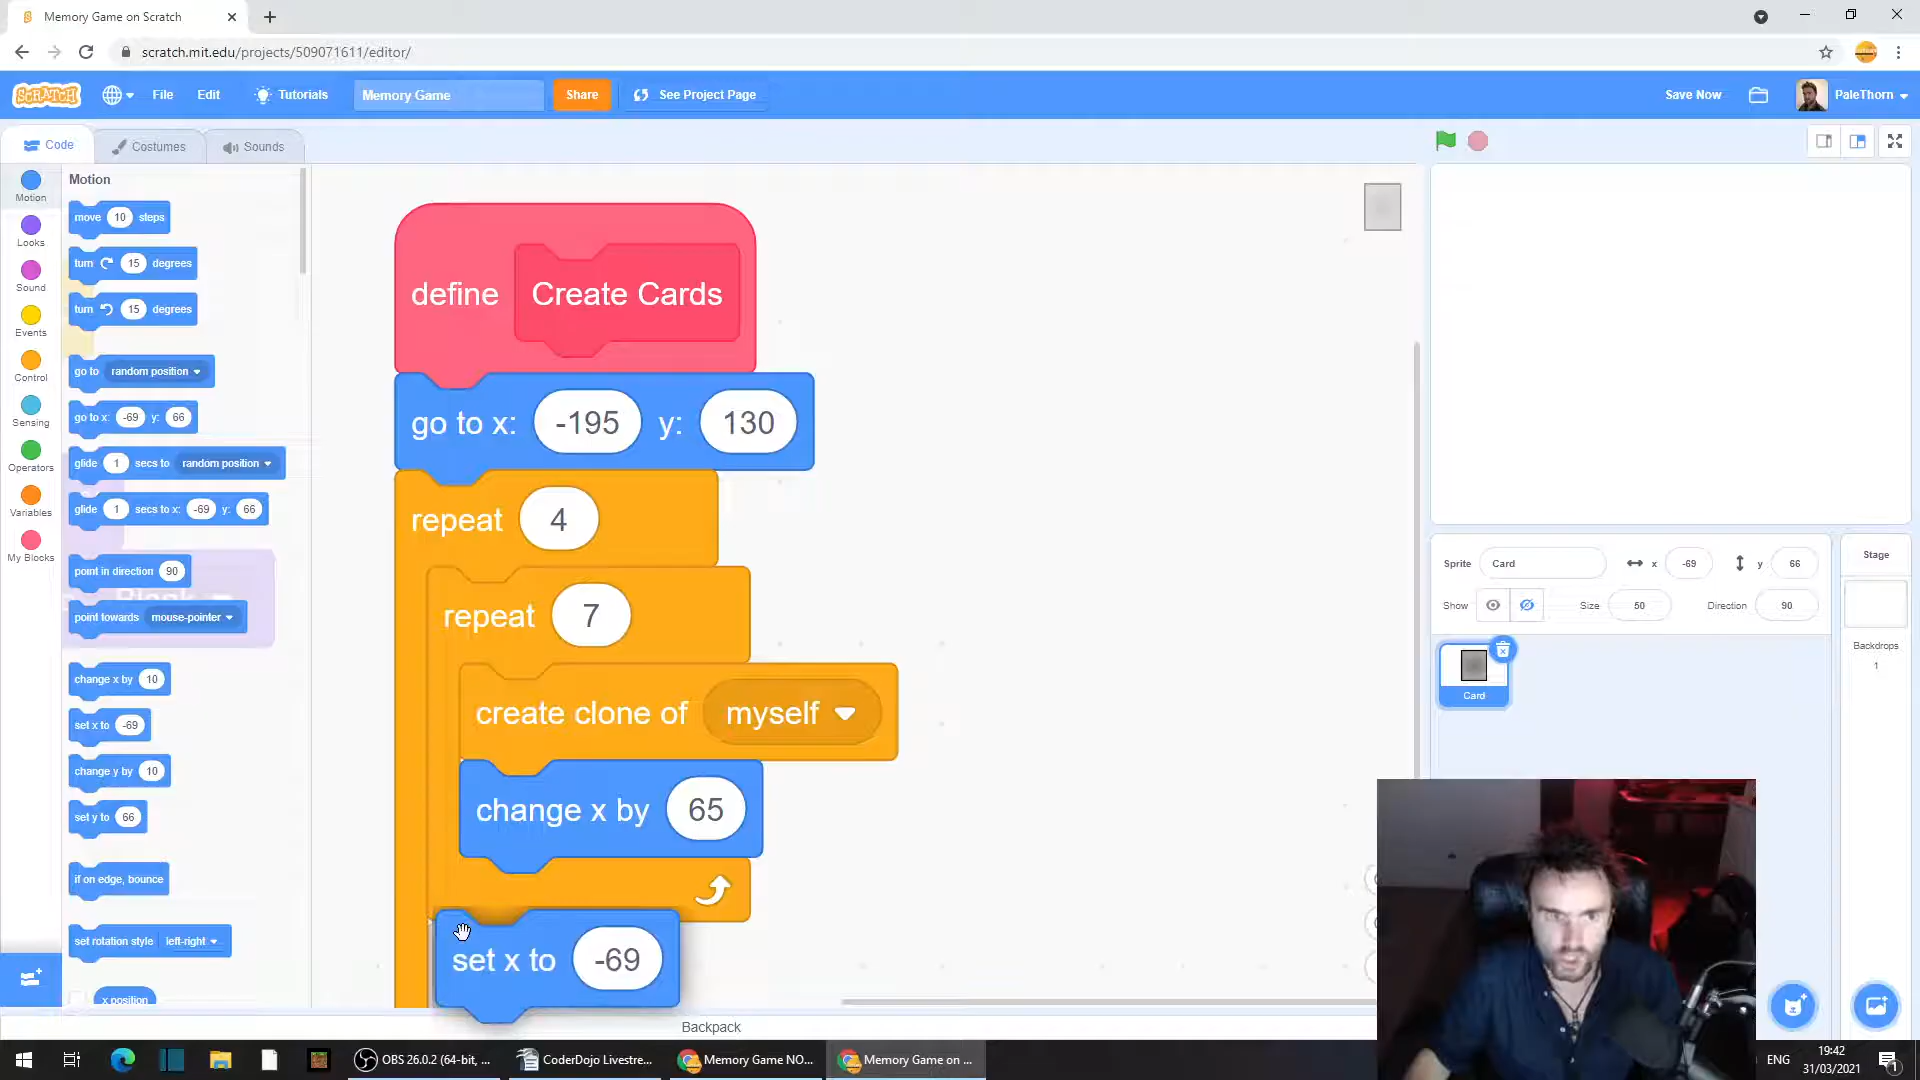 Memory Game on Scratch
scratch.mit.edu/projects/509071611/editor/
SCRATCH
File
Edit
Tutorials
Memory Game
Share
See Project Page
Save Now
PaleThorn
Code
Costumes
Sounds
Motion
Looks
Sound
Events
Control
Sensing
Operators
Variables
My Blocks
Motion
move 10 steps
turn 15 degrees
turn 15 degrees
go to random position
go to x: -69 y: 66
glide 1 secs to random position
glide 1 secs to x: -69 y: 66
point in direction 90
point towards mouse-pointer
change x by 10
set x to -69
change y by 10
set y to 66
if on edge, bounce
set rotation style left-right
x position
define Create Cards
go to x: -195 y: 130
repeat 4
repeat 7
create clone of myself
change x by 65
set x to -69
Sprite Card x -69 y 66
Show Size 50 Direction 90
Card
Stage
Backdrops
1
Backpack
OBS 26.0.2 (64-bit, ...
CoderDojo Livestre...
Memory Game NO...
Memory Game on ...
ENG
19:42
31/03/2021
1